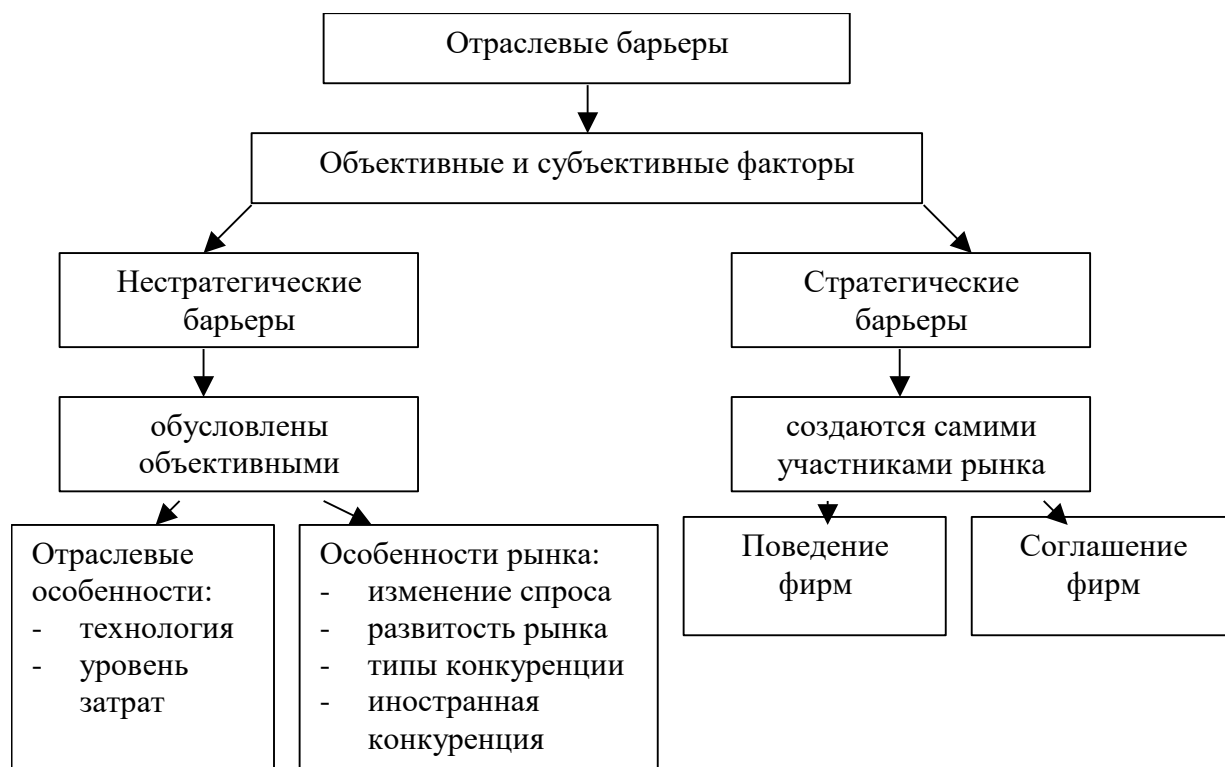 Отраслевые барьеры
Объективные и субъективные факторы
Нестратегические
барьеры
Стратегические
барьеры
обусловлены
объективными
создаются самими
участниками рынка
Отраслевые
особенности:
- технология
- уровень
затрат
Особенности рынка:
- изменение спроса
- развитость рынка
- типы конкуренции
- иностранная
конкуренция
Поведение
фирм
Соглашение
фирм